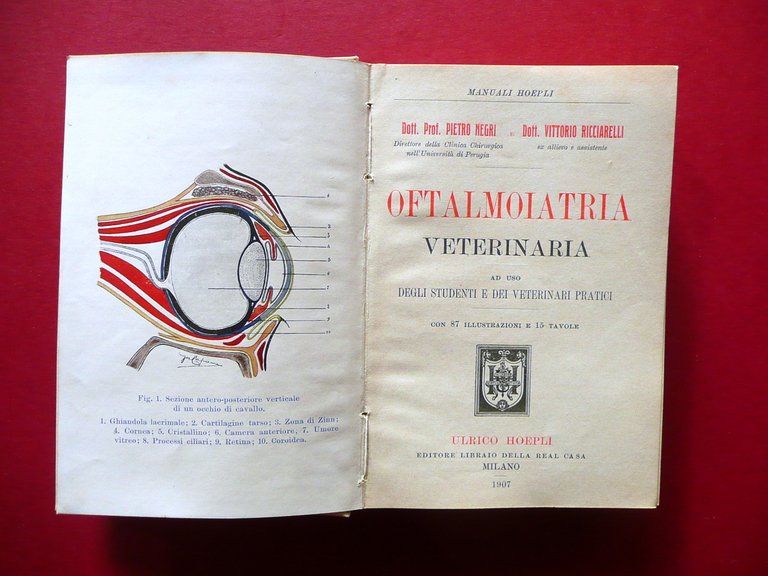 Fig. 1. Sezione antero-posteriore verticale
di un occhio di cavallo.
1. Ghiandola lacrimale; 2. Cartilagine tarso; 3. Zona di Zinn;
4. Cornea; 5. Cristallino; 6. Camera anteriore, 7. Umore
vitreo; 8. Processi ciliari; 9. Retina; 10. Coroidea.
MANUALI HOEPLI
Dott. Prof. PIETRO NEGRI E Dott. VITTORIO RICCIARELLI
Direttore della Clinica Chirurgica ex allievo e assistente
nell'Università di Perugia
OFTALMOIATRIA
VETERINARIA
AD USO
DEGLI STUDENTI E DEI VETERINARI PRATICI
CON 87 ILLUSTRAZIONI E 15 TAVOLE
ULRICO HOEPLI
EDITORE LIBRAIO DELLA REAL CASA
MILANO
1907